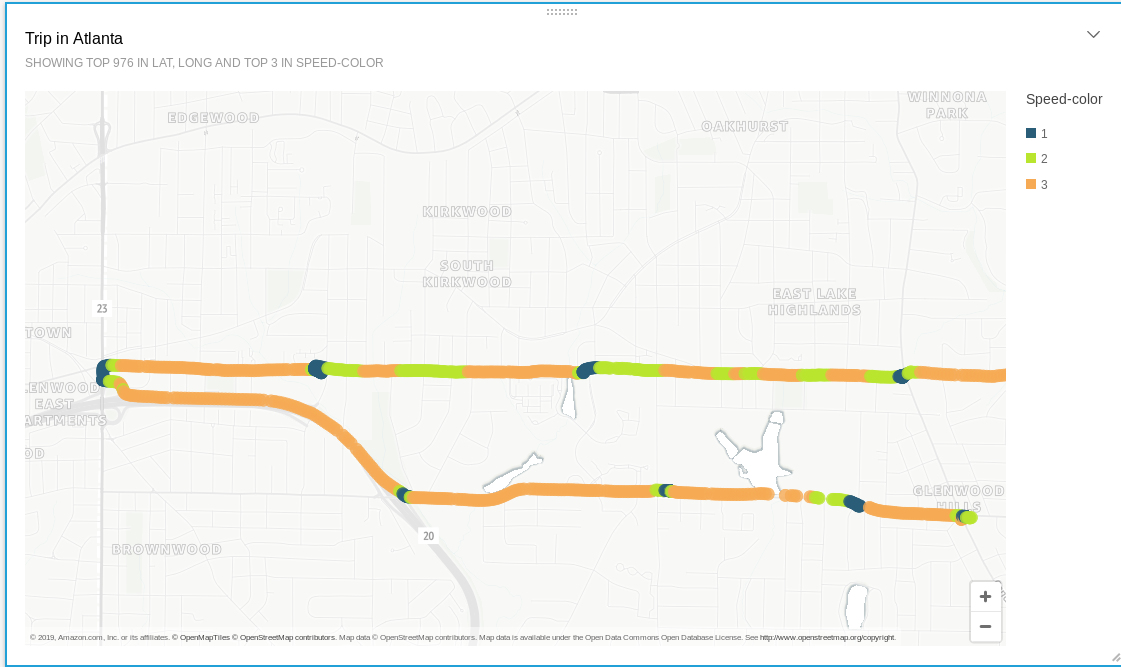 Trip in Atlanta
SHOWING TOP 976 IN LAT, LONG AND TOP 3 IN SPEED-COLOR
Speed-color
1
2
3
WINNONA
PARK
EDGEWOOD
OAKHURST
KIRKWOOD
SOUTH
KIRKWOOD
EAST LAKE
HIGHLANDS
23
TOWN
LENWOOD
EAST
ARTMENTS
OD
GLENWOOD
HILLS
20
BROWNWOOD
+
−
© 2019, Amazon.com, Inc. or its affiliates. © OpenMapTiles © OpenStreetMap contributors. Map data © OpenStreetMap contributors. Map data is available under the Open Data Commons Open Database License. See http://www.openstreetmap.org/copyright.